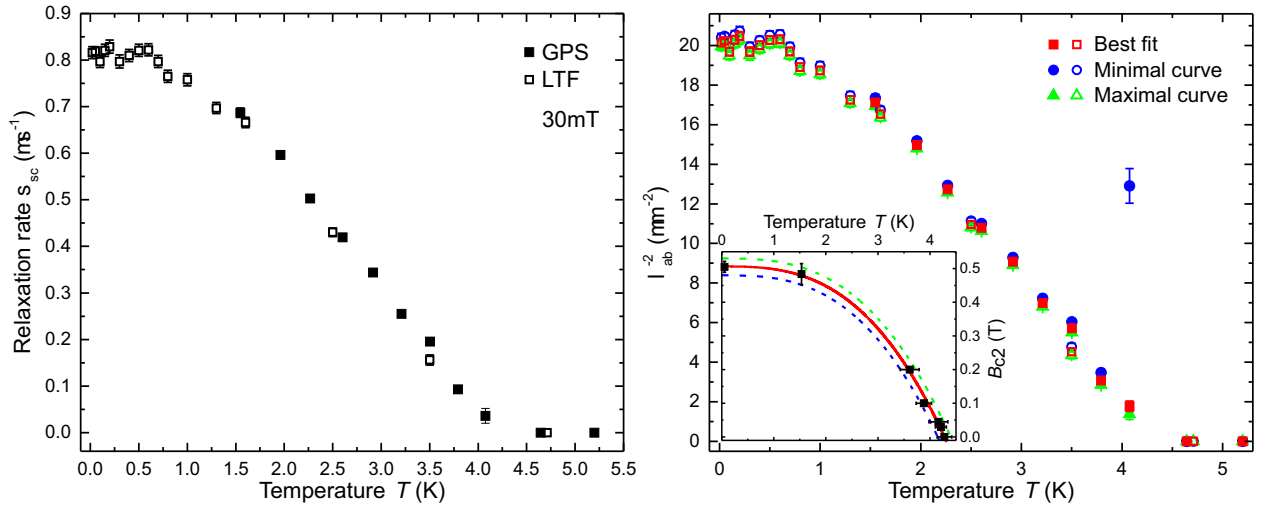 0.9
0.8
0.7
0.6
0.5
0.4
0.3
0.2
0.1
0.0
Relaxation rate s sc (ms-1)
GPS
LTF
30mT
0.0 0.5 1.0 1.5 2.0 2.5 3.0 3.5 4.0 4.5 5.0 5.5
Temperature T (K)
20
18
16
14
12
10
8
6
4
2
0
l ab -2 (mm-2)
Best fit
Minimal curve
Maximal curve
Temperature T (K)
0 1 2 3 4
0.5
0.4
0.3
0.2
0.1
0.0
Bc2 (T)
0 1 2 3 4 5
Temperature T (K)